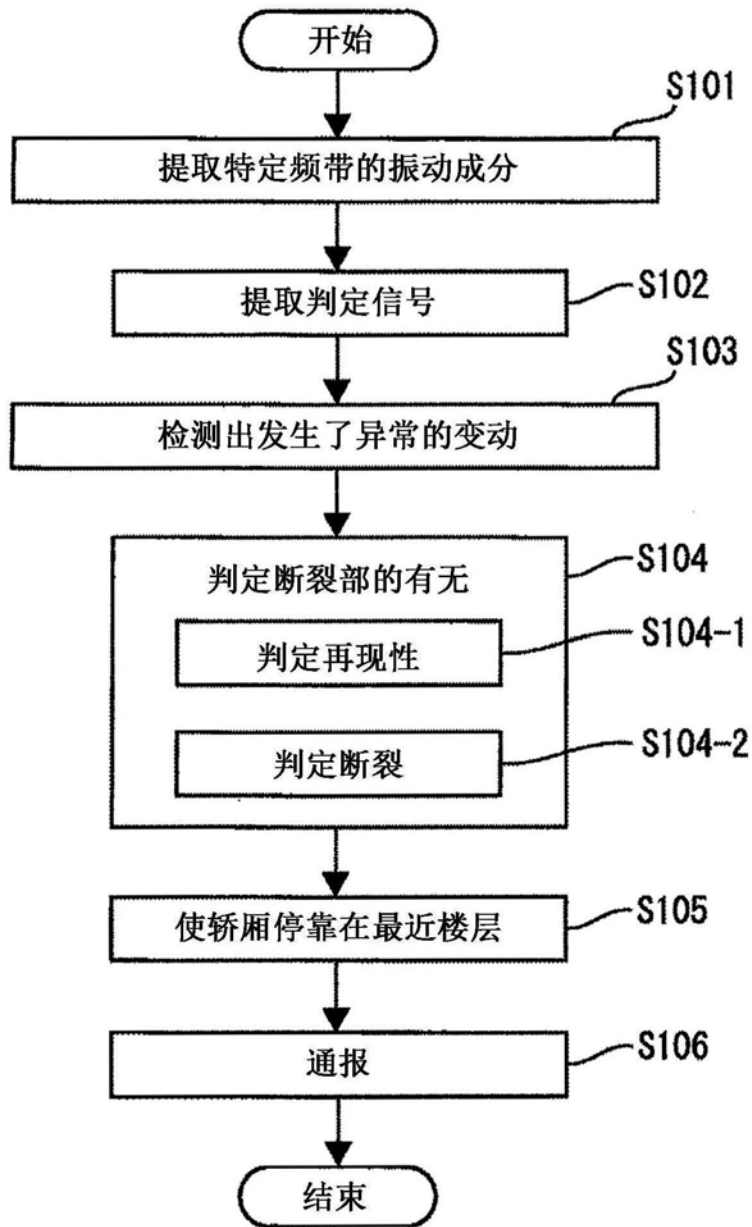 开始
S101
提取特定频带的振动成分
提取判定信号
S102
S103
检测出发生了异常的变动
判定断裂部的有无
S104
判定再现性
S104-1
判定断裂
S104-2
使轿厢停靠在最近楼层
S105
通报
S106
结束